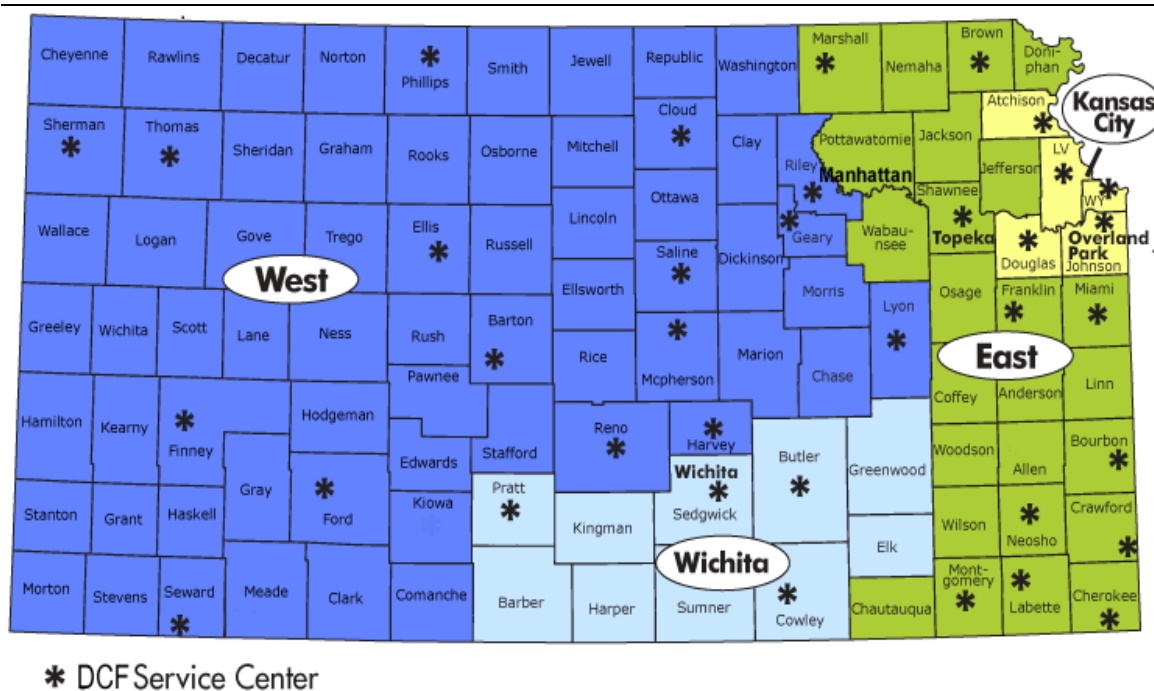 Cheyenne
Rawlins
Decatur
Norton
Phillips
Smith
Jewell
Republic
Washington
Marshall
Nemaha
Brown
Doni-
phan
Atchison
Kansas
City
Sherman
Thomas
Sheridan
Graham
Rooks
Osborne
Mitchell
Cloud
Clay
Riley
Pottawatomie
Manhattan
Jackson
Jefferson
LV
WY
Shawnee
Topeka
Wallace
Logan
Gove
Trego
Ellis
Russell
Lincoln
Ottawa
Saline
Dickinson
Geary
Wabau-
nsee
Douglas
Overland
Park
Johnson
West
Ellsworth
Morris
Lyon
Osage
Franklin
Miami
Greeley
Wichita
Scott
Lane
Ness
Rush
Barton
Rice
Mcpherson
Marion
Chase
East
Coffey
Anderson
Linn
Pawnee
Hamilton
Kearny
Finney
Hodgeman
Edwards
Stafford
Reno
Harvey
Butler
Greenwood
Woodson
Allen
Bourbon
Gray
Ford
Kiowa
Pratt
Kingman
Wichita
Sedgwick
Stanton
Grant
Haskell
Elk
Wilson
Neosho
Crawford
Wichita
Morton
Stevens
Seward
Meade
Clark
Comanche
Barber
Harper
Sumner
Cowley
Chautauqua
Mont-
gomery
Labette
Cherokee
* DCF Service Center